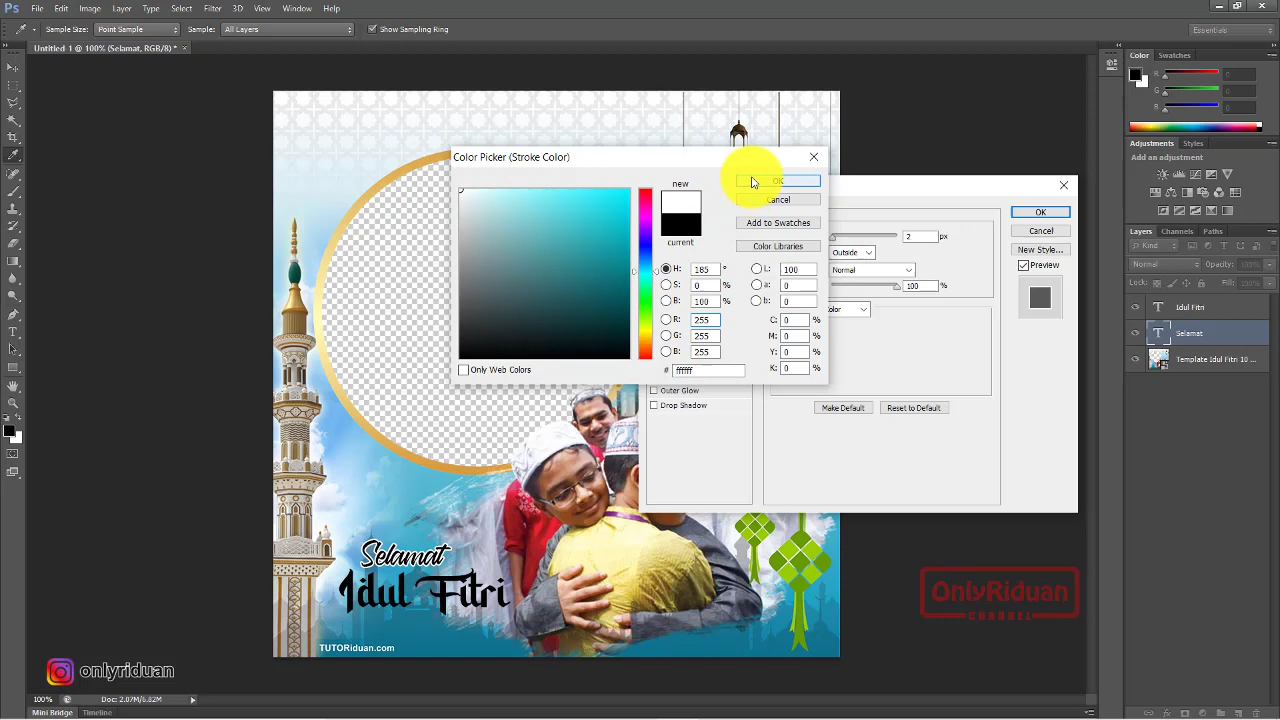 Ps File Edit Image Layer Type Select Filter 3D View Window Help
Sample Size: Point Sample Sample: All Layers Show Sampling Ring Essentials
Untitled-1 @ 100% (Selamat, RGB/8) * ×
Color Swatches
R 0
G 0
B 0
Adjustments Styles
Add an adjustment
Layers Channels Paths
Kind
Normal Opacity: 100%
Lock: Fill: 100%
T Idul Fitri
T Selamat
Template Idul Fitri 10 ...
Color Picker (Stroke Color)
new
current
OK
Cancel
Add to Swatches
Color Libraries
H: 185 °
S: 0 %
B: 100 %
R: 255
G: 255
B: 255
L: 100
a: 0
b: 0
C: 0 %
M: 0 %
Y: 0 %
K: 0 %
# ffffff
Only Web Colors
2 px
Outside
Normal
100 %
Outer Glow
Drop Shadow
Make Default Reset to Default
OK
Cancel
New Style...
Preview
Selamat
Idul Fitri
TUTORiduan.com
OnlyRiduan
CHANNEL
onlyriduan
100% Doc: 2.07M/6.82M
Mini Bridge Timeline